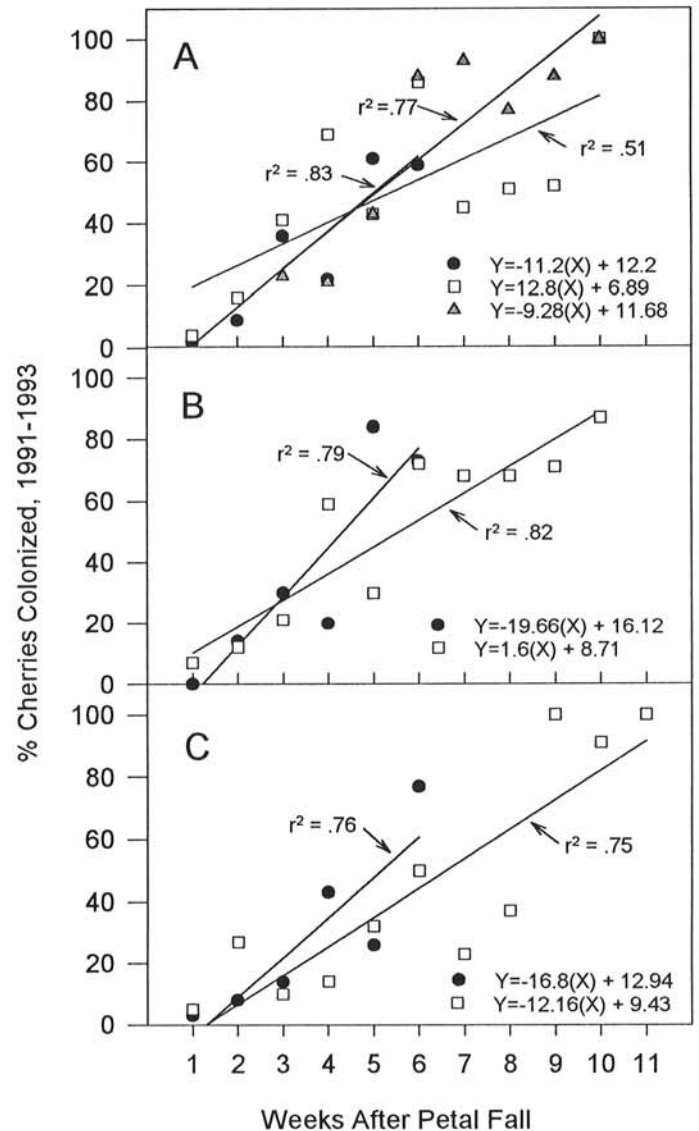 % Cherries Colonized, 1991-1993
A
100
80
60
40
20
0
r² = .77
r² = .83
r² = .51
Y=-11.2(X) + 12.2
Y=12.8(X) + 6.89
Y=-9.28(X) + 11.68
B
100
80
60
40
20
0
r² = .79
r² = .82
Y=-19.66(X) + 16.12
Y=1.6(X) + 8.71
C
100
80
60
40
20
0
r² = .76
r² = .75
Y=-16.8(X) + 12.94
Y=-12.16(X) + 9.43
1 2 3 4 5 6 7 8 9 10 11
Weeks After Petal Fall